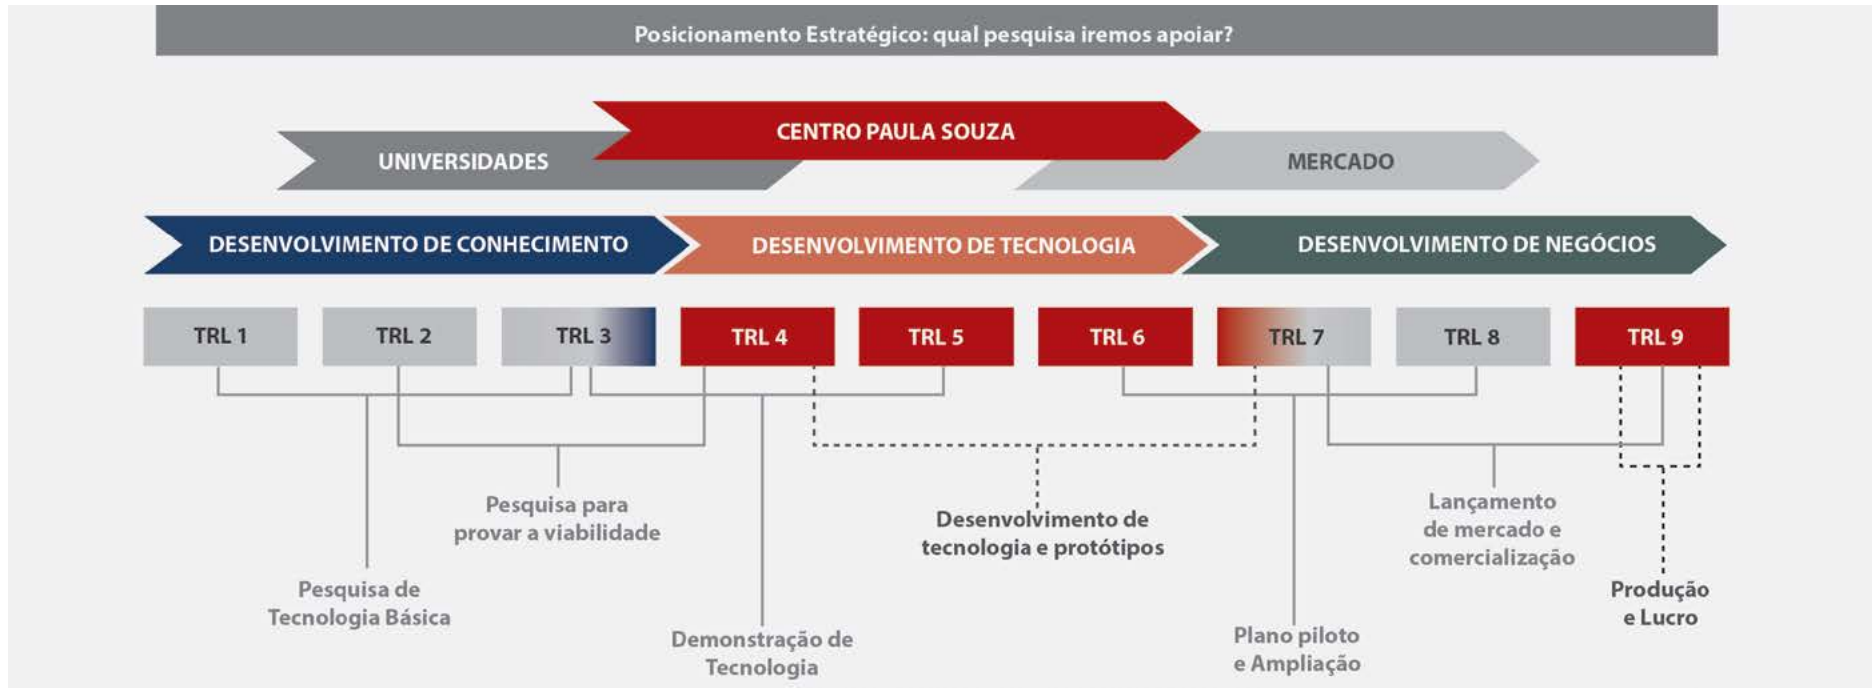 Posicionamento Estratégico: qual pesquisa iremos apoiar?
CENTRO PAULA SOUZA
UNIVERSIDADES
MERCADO
DESENVOLVIMENTO DE CONHECIMENTO
DESENVOLVIMENTO DE TECNOLOGIA
DESENVOLVIMENTO DE NEGÓCIOS
TRL 1
TRL 2
TRL 3
TRL 4
TRL 5
TRL 6
TRL 7
TRL 8
TRL 9
Pesquisa de
Tecnologia Básica
Pesquisa para
provar a viabilidade
Demonstração de
Tecnologia
Desenvolvimento de
tecnologia e protótipos
Plano piloto
e Ampliação
Lançamento
de mercado e
comercialização
Produção
e Lucro